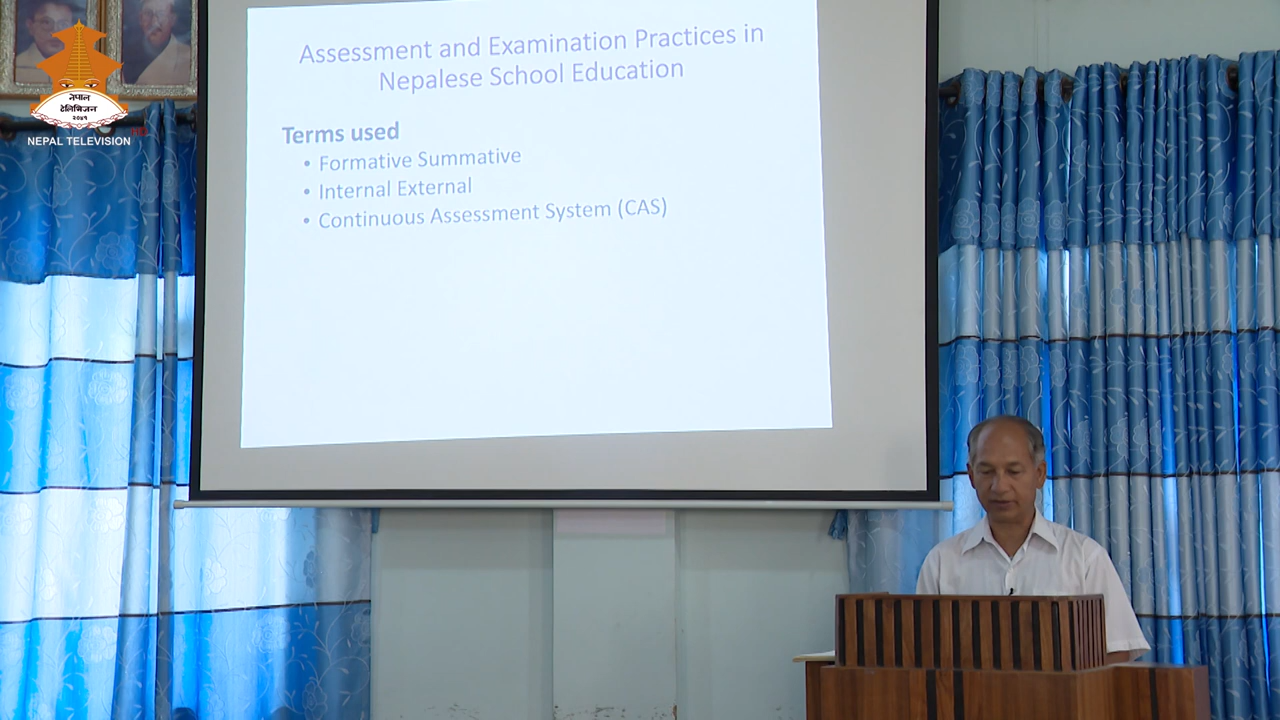 नेपाल
टेलिभिजन
२०४१
HD
NEPAL TELEVISION
Assessment and Examination Practices in
Nepalese School Education
Terms used
• Formative Summative
• Internal External
• Continuous Assessment System (CAS)